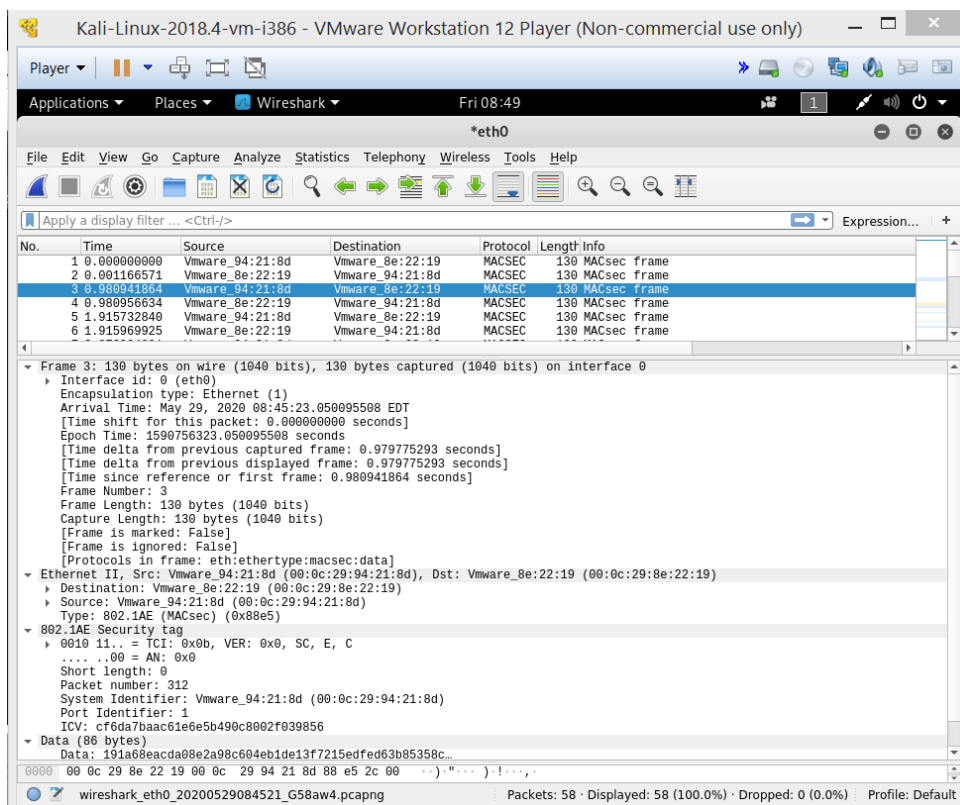 Kali-Linux-2018.4-vm-i386 - VMware Workstation 12 Player (Non-commercial use only)
Player
Applications Places Wireshark Fri 08:49 1
*eth0
File Edit View Go Capture Analyze Statistics Telephony Wireless Tools Help
Apply a display filter ... <Ctrl-/> Expression... +
No. Time Source Destination Protocol Length Info
1 0.000000000 Vmware_94:21:8d Vmware_8e:22:19 MACSEC 130 MACsec frame
2 0.001166571 Vmware_8e:22:19 Vmware_94:21:8d MACSEC 130 MACsec frame
3 0.980941864 Vmware_94:21:8d Vmware_8e:22:19 MACSEC 130 MACsec frame
4 0.980956634 Vmware_8e:22:19 Vmware_94:21:8d MACSEC 130 MACsec frame
5 1.915732840 Vmware_94:21:8d Vmware_8e:22:19 MACSEC 130 MACsec frame
6 1.915969925 Vmware_8e:22:19 Vmware_94:21:8d MACSEC 130 MACsec frame
Frame 3: 130 bytes on wire (1040 bits), 130 bytes captured (1040 bits) on interface 0
Interface id: 0 (eth0)
Encapsulation type: Ethernet (1)
Arrival Time: May 29, 2020 08:45:23.050095508 EDT
[Time shift for this packet: 0.000000000 seconds]
Epoch Time: 1590756323.050095508 seconds
[Time delta from previous captured frame: 0.979775293 seconds]
[Time delta from previous displayed frame: 0.979775293 seconds]
[Time since reference or first frame: 0.980941864 seconds]
Frame Number: 3
Frame Length: 130 bytes (1040 bits)
Capture Length: 130 bytes (1040 bits)
[Frame is marked: False]
[Frame is ignored: False]
[Protocols in frame: eth:ethertype:macsec:data]
Ethernet II, Src: Vmware_94:21:8d (00:0c:29:94:21:8d), Dst: Vmware_8e:22:19 (00:0c:29:8e:22:19)
Destination: Vmware_8e:22:19 (00:0c:29:8e:22:19)
Source: Vmware_94:21:8d (00:0c:29:94:21:8d)
Type: 802.1AE (MACsec) (0x88e5)
802.1AE Security tag
0010 11.. = TCI: 0x0b, VER: 0x0, SC, E, C
.... ..00 = AN: 0x0
Short length: 0
Packet number: 312
System Identifier: Vmware_94:21:8d (00:0c:29:94:21:8d)
Port Identifier: 1
ICV: cf6da7baac61e6e5b490c8002f039856
Data (86 bytes)
Data: 191a68eacda08e2a98c604eb1de13f7215edfed63b85358c…
0000 00 0c 29 8e 22 19 00 0c 29 94 21 8d 88 e5 2c 00 ··)·"··· )·!···,·
wireshark_eth0_20200529084521_G58aw4.pcapng Packets: 58 · Displayed: 58 (100.0%) · Dropped: 0 (0.0%) Profile: Default